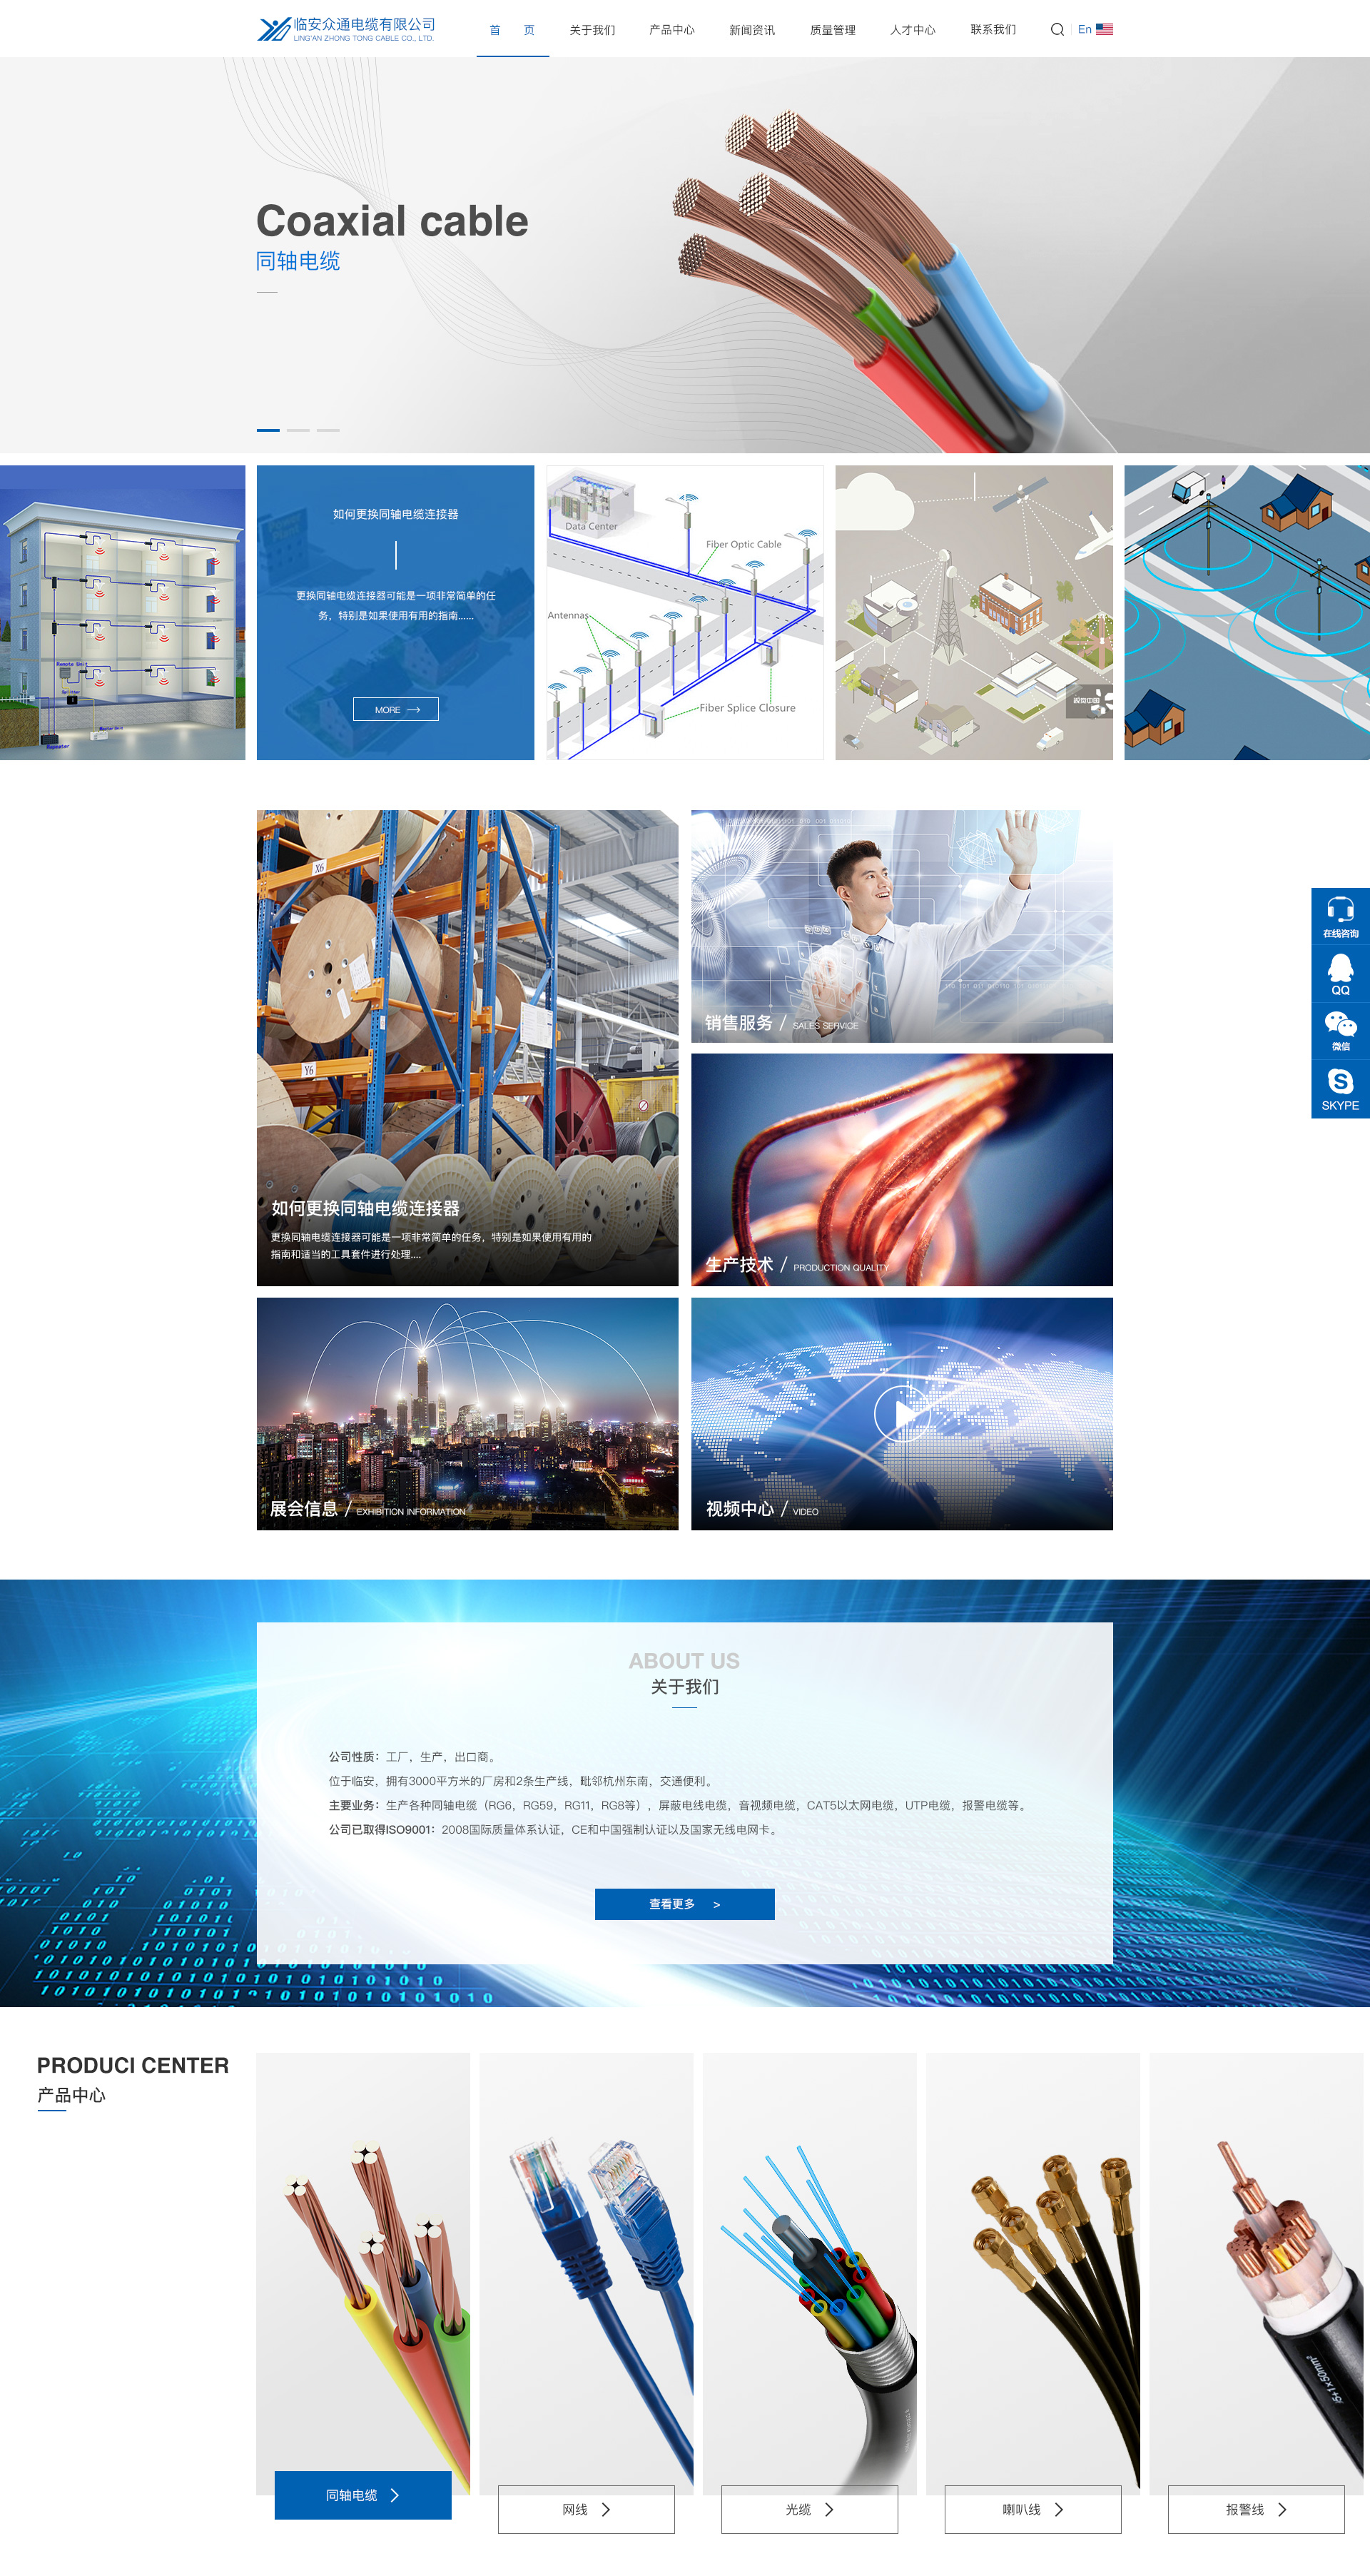 临安众通电缆有限公司
LING'AN ZHONG TONG CABLE CO., LTD.
首 页
关于我们
产品中心
新闻资讯
质量管理
人才中心
联系我们
En
Coaxial cable
同轴电缆
Remote Unit
Splitter
Master Unit
Repeater
如何更换同轴电缆连接器
更换同轴电缆连接器可能是一项非常简单的任
务，特别是如果使用有用的指南......
MORE
Data Center
Fiber Optic Cable
Antennas
Fiber Splice Closure
视觉中国
X6
Y6
如何更换同轴电缆连接器
更换同轴电缆连接器可能是一项非常简单的任务，特别是如果使用有用的
指南和适当的工具套件进行处理....
销售服务 / SALES SERVICE
生产技术 / PRODUCTION QUALITY
展会信息 / EXHIBITION INFORMATION
视频中心 / VIDEO
在线咨询
QQ
微信
SKYPE
ABOUT US
关于我们
公司性质：工厂，生产，出口商。
位于临安，拥有3000平方米的厂房和2条生产线，毗邻杭州东南，交通便利。
主要业务：生产各种同轴电缆（RG6，RG59，RG11，RG8等），屏蔽电线电缆，音视频电缆，CAT5以太网电缆，UTP电缆，报警电缆等。
公司已取得ISO9001：2008国际质量体系认证，CE和中国强制认证以及国家无线电网卡。
查看更多 >
PRODUCI CENTER
产品中心
5+1×50mm²
同轴电缆
网线
光缆
喇叭线
报警线